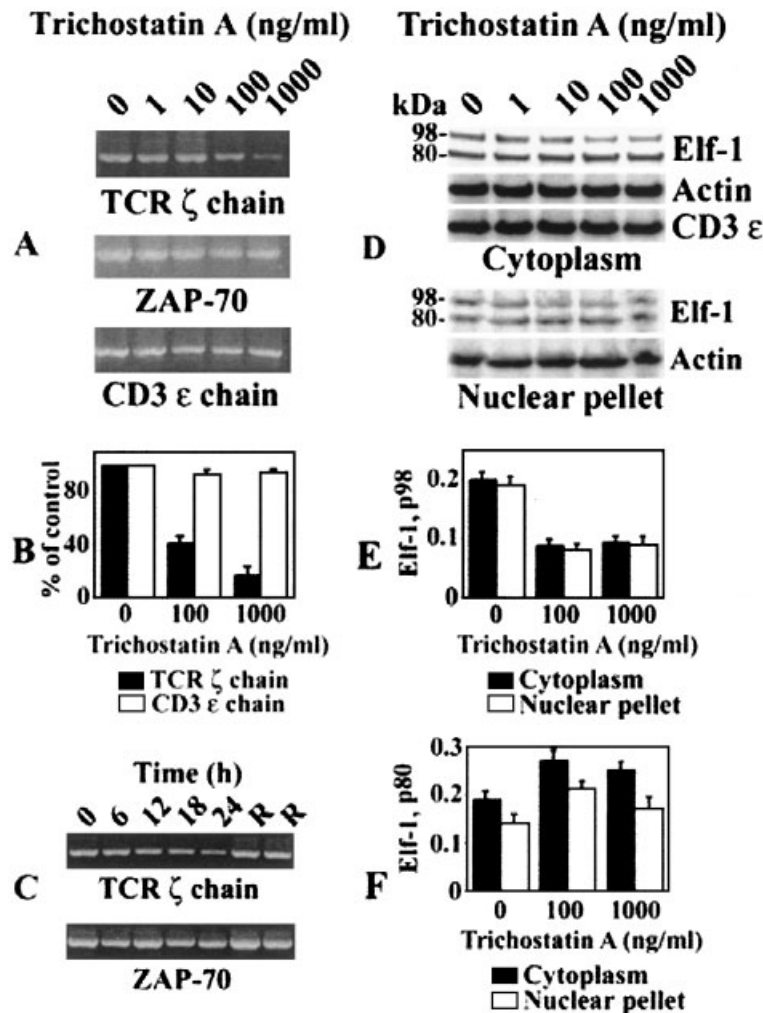 Trichostatin A (ng/ml)
0 1 10 100 1000
TCR ζ chain
A
ZAP-70
CD3 ε chain
Trichostatin A (ng/ml)
kDa 0 1 10 100 1000
98-
80-
Elf-1
Actin
CD3 ε
D
Cytoplasm
98-
80-
Elf-1
Actin
Nuclear pellet
B
% of control
80
40
0
0 100 1000
Trichostatin A (ng/ml)
TCR ζ chain
CD3 ε chain
E
Elf-1, p98
0.2
0.1
0
0 100 1000
Trichostatin A (ng/ml)
Cytoplasm
Nuclear pellet
Time (h)
0 6 12 18 24 R R
C
TCR ζ chain
ZAP-70
F
Elf-1, p80
0.3
0.2
0.1
0
0 100 1000
Trichostatin A (ng/ml)
Cytoplasm
Nuclear pellet